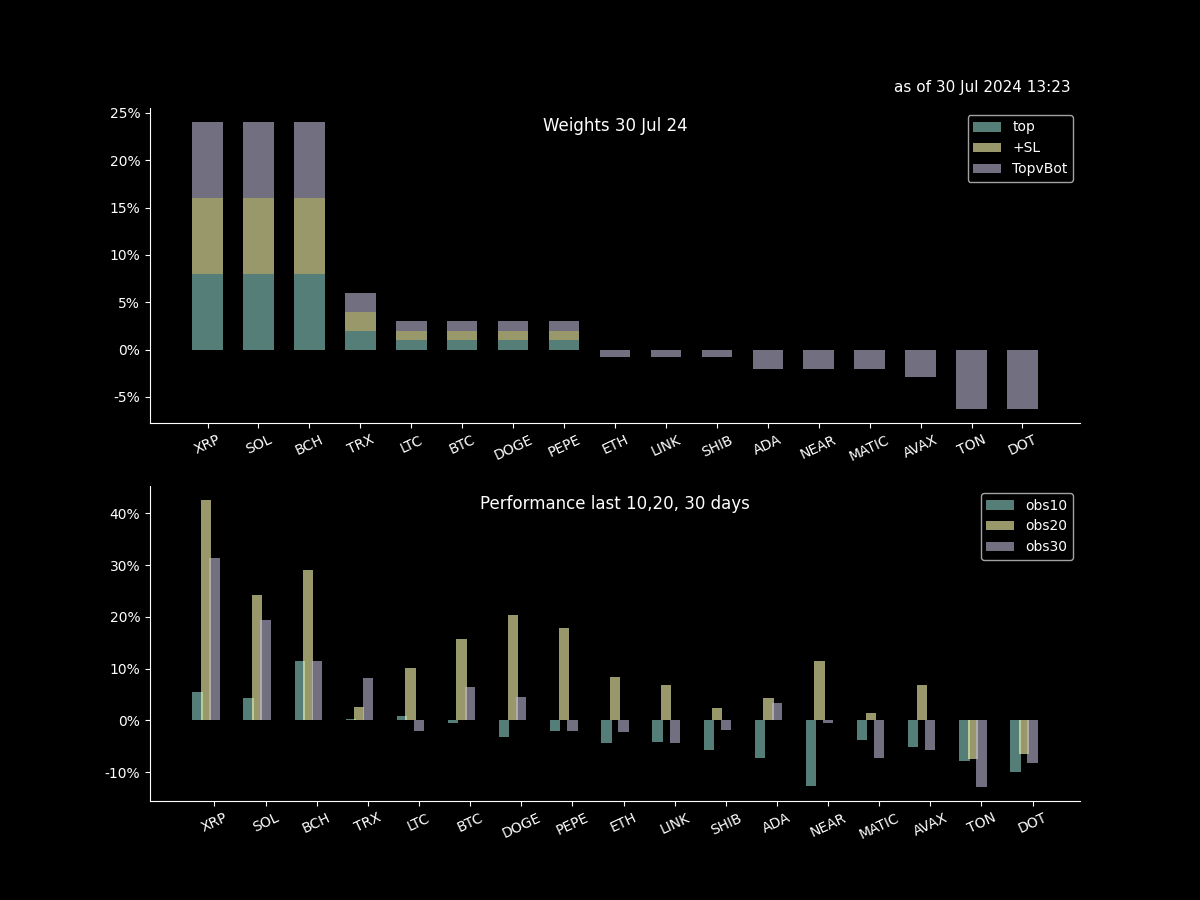 as of 30 Jul 2024 13:23
Weights 30 Jul 24
25%
20%
15%
10%
5%
0%
-5%
top
+SL
TopvBot
XRP SOL BCH TRX LTC BTC DOGE PEPE ETH LINK SHIB ADA NEAR MATIC AVAX TON DOT
Performance last 10,20, 30 days
40%
30%
20%
10%
0%
-10%
obs10
obs20
obs30
XRP SOL BCH TRX LTC BTC DOGE PEPE ETH LINK SHIB ADA NEAR MATIC AVAX TON DOT